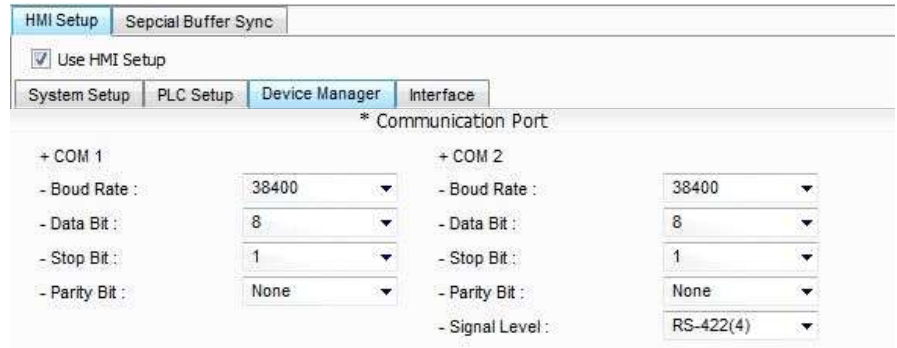 HMI Setup Sepcial Buffer Sync
Use HMI Setup
System Setup PLC Setup Device Manager Interface
* Communication Port
+ COM 1 + COM 2
- Boud Rate : 38400 - Boud Rate : 38400
- Data Bit : 8 - Data Bit : 8
- Stop Bit : 1 - Stop Bit : 1
- Parity Bit : None - Parity Bit : None
- Signal Level : RS-422(4)